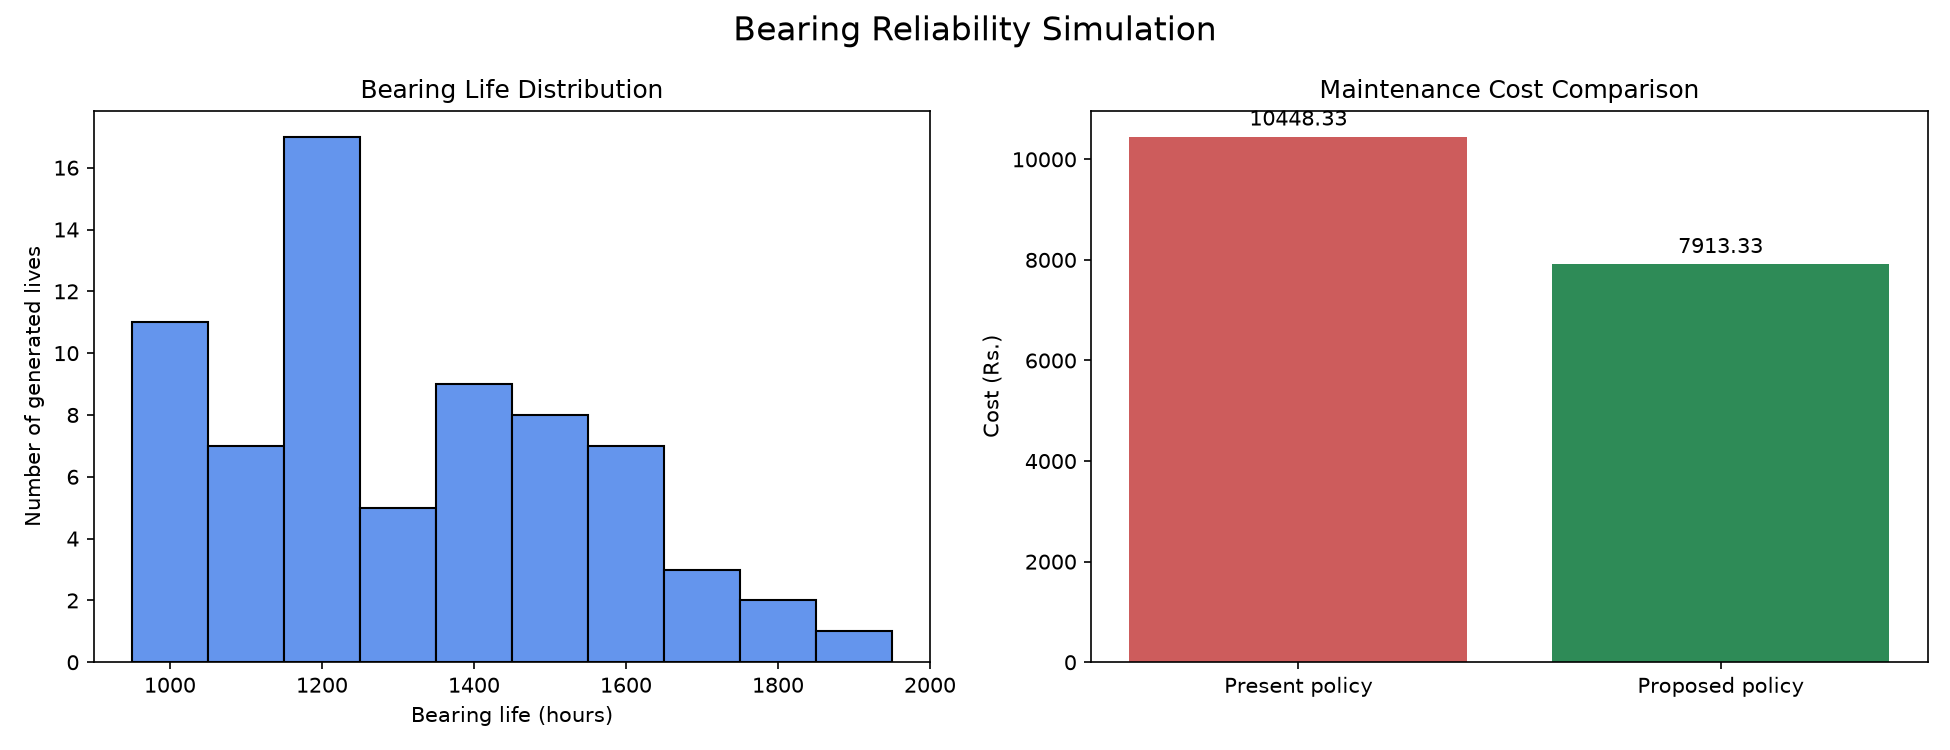 Bearing Reliability Simulation
Bearing Life Distribution
Number of generated lives
16
14
12
10
8
6
4
2
0
1000 1200 1400 1600 1800 2000
Bearing life (hours)
Maintenance Cost Comparison
Cost (Rs.)
10000
8000
6000
4000
2000
0
10448.33
7913.33
Present policy Proposed policy